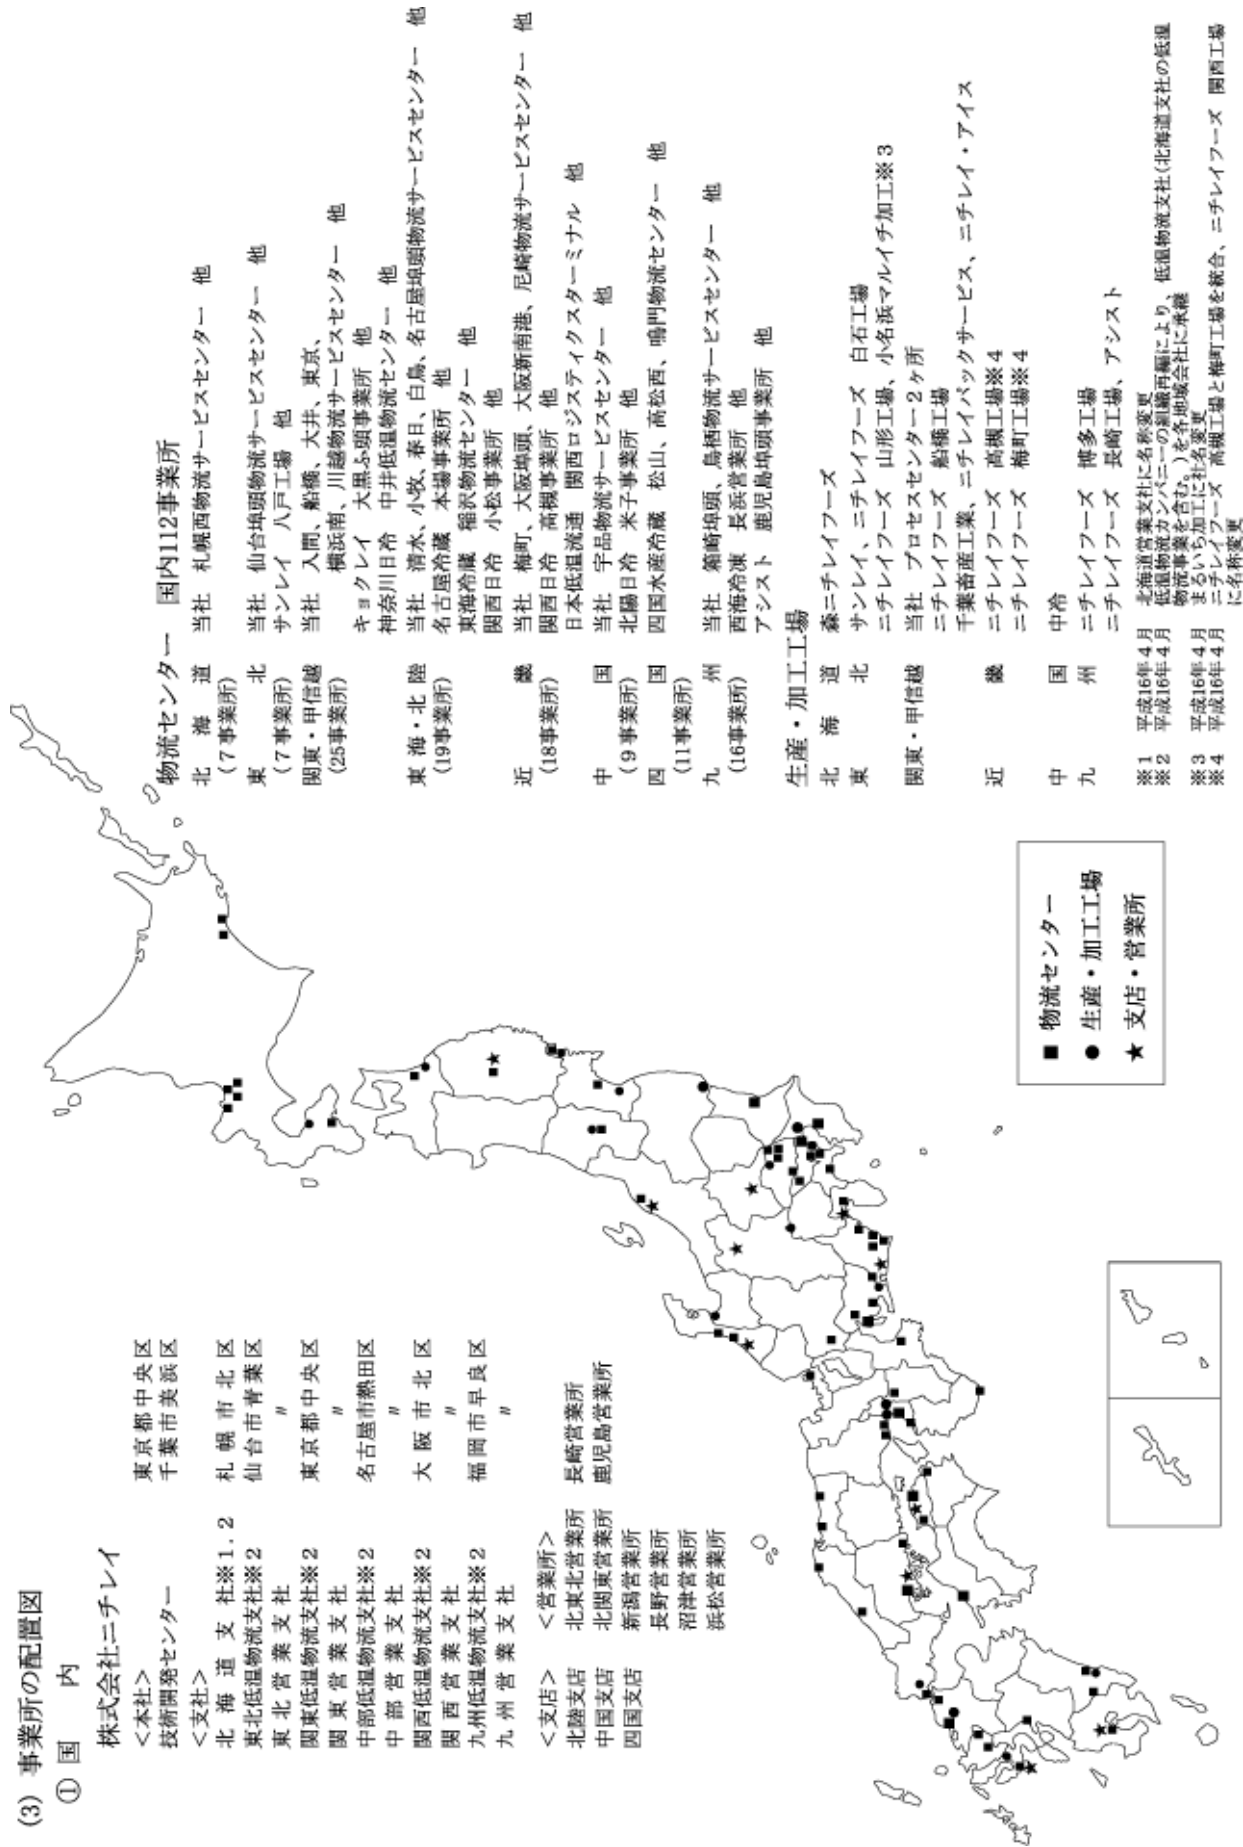 (3) 事業所の配置図
① 国　　内
株式会社ニチレイ
＜本社＞　東京都中央区
技術開発センター　千葉市美浜区
＜支社＞
北海道支社※1.2　札幌市北区
東北低温物流支社※2　仙台市青葉区
東北営業支社　〃
関東低温物流支社※2　東京都中央区
関東営業支社　〃
中部低温物流支社※2　名古屋市熱田区
中部営業支社　〃
関西低温物流支社※2　大阪市北区
関西営業支社　〃
九州低温物流支社※2　福岡市早良区
九州営業支社　〃
＜支店＞　＜営業所＞
北陸支店　北東北営業所　長崎営業所
中国支店　北関東営業所　鹿児島営業所
四国支店　新潟営業所
長野営業所
沼津営業所
浜松営業所
■ 物流センター
● 生産・加工工場
★ 支店・営業所
物流センター　国内112事業所
北海道　当社　札幌西物流サービスセンター　他
(7事業所)
東北　当社　仙台埠頭物流サービスセンター　他
(7事業所)　サンレイ　八戸工場　他
関東・甲信越　当社　入間、船橋、大井、東京、
(25事業所)　横浜南、川越物流サービスセンター　他
キョクレイ　大黒ふ頭事業所　他
神奈川日冷　中井低温物流センター　他
東海・北陸　当社　清水、小牧、春日、白鳥、名古屋埠頭物流サービスセンター　他
(19事業所)　名古屋冷蔵　本場事業所　他
東海冷蔵　稲沢物流センター　他
関西日冷　小松事業所　他
近畿　当社　梅町、大阪埠頭、大阪新南港、尼崎物流サービスセンター　他
(18事業所)　関西日冷　高槻事業所　他
日本低温流通　関西ロジスティクスターミナル　他
中国　当社　宇品物流サービスセンター　他
(9事業所)　北陽日冷　米子事業所　他
四国　四国水産冷蔵　松山、高松西、鳴門物流センター　他
(11事業所)
九州　当社　箱崎埠頭、鳥栖物流サービスセンター　他
(16事業所)　西海冷凍　長浜営業所　他
アシスト　鹿児島埠頭事業所　他
生産・加工工場
北海道　森ニチレイフーズ
東北　サンレイ、ニチレイフーズ　白石工場
ニチレイフーズ　山形工場、小名浜マルイチ加工※3
関東・甲信越　当社　プロセスセンター2ヶ所
ニチレイフーズ　船橋工場
千葉畜産工業、ニチレイパックサービス、ニチレイ・アイス
近畿　ニチレイフーズ　高槻工場※4
ニチレイフーズ　梅町工場※4
中国　中冷
九州　ニチレイフーズ　博多工場
ニチレイフーズ　長崎工場、アシスト
※1　平成16年4月　北海道営業支社に名称変更
※2　平成16年4月　低温物流カンパニーの組織再編により、低温物流支社(北海道支社の低温
物流事業を含む。)を各地域会社に承継
※3　平成16年4月　まるいち加工に社名変更
※4　平成16年4月　ニチレイフーズ　高槻工場と梅町工場を統合、ニチレイフーズ　関西工場
に名称変更